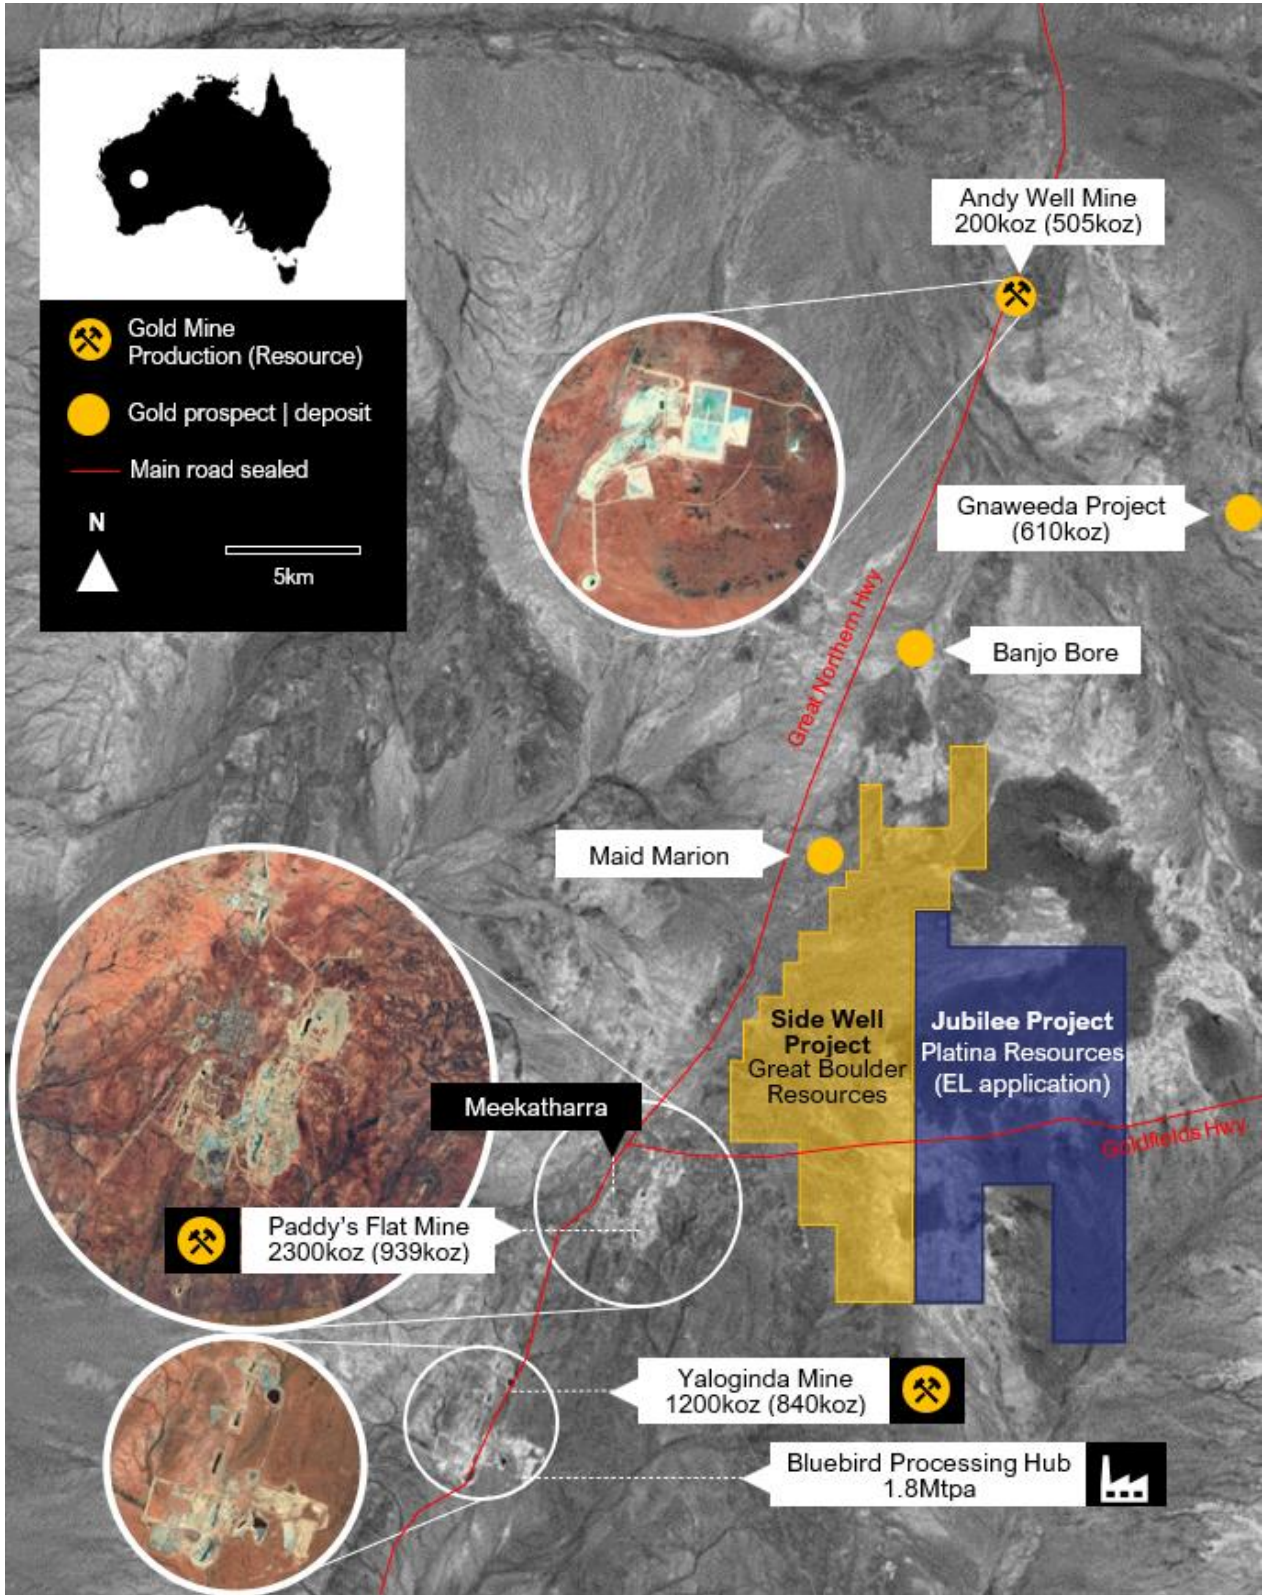 Gold Mine
Production (Resource)
Gold prospect | deposit
Main road sealed
N
5km
Andy Well Mine
200koz (505koz)
Gnaweeda Project
(610koz)
Great Northern Hwy
Banjo Bore
Maid Marion
Side Well
Project
Great Boulder
Resources
Jubilee Project
Platina Resources
(EL application)
Meekatharra
Goldfields Hwy
Paddy's Flat Mine
2300koz (939koz)
Yaloginda Mine
1200koz (840koz)
Bluebird Processing Hub
1.8Mtpa